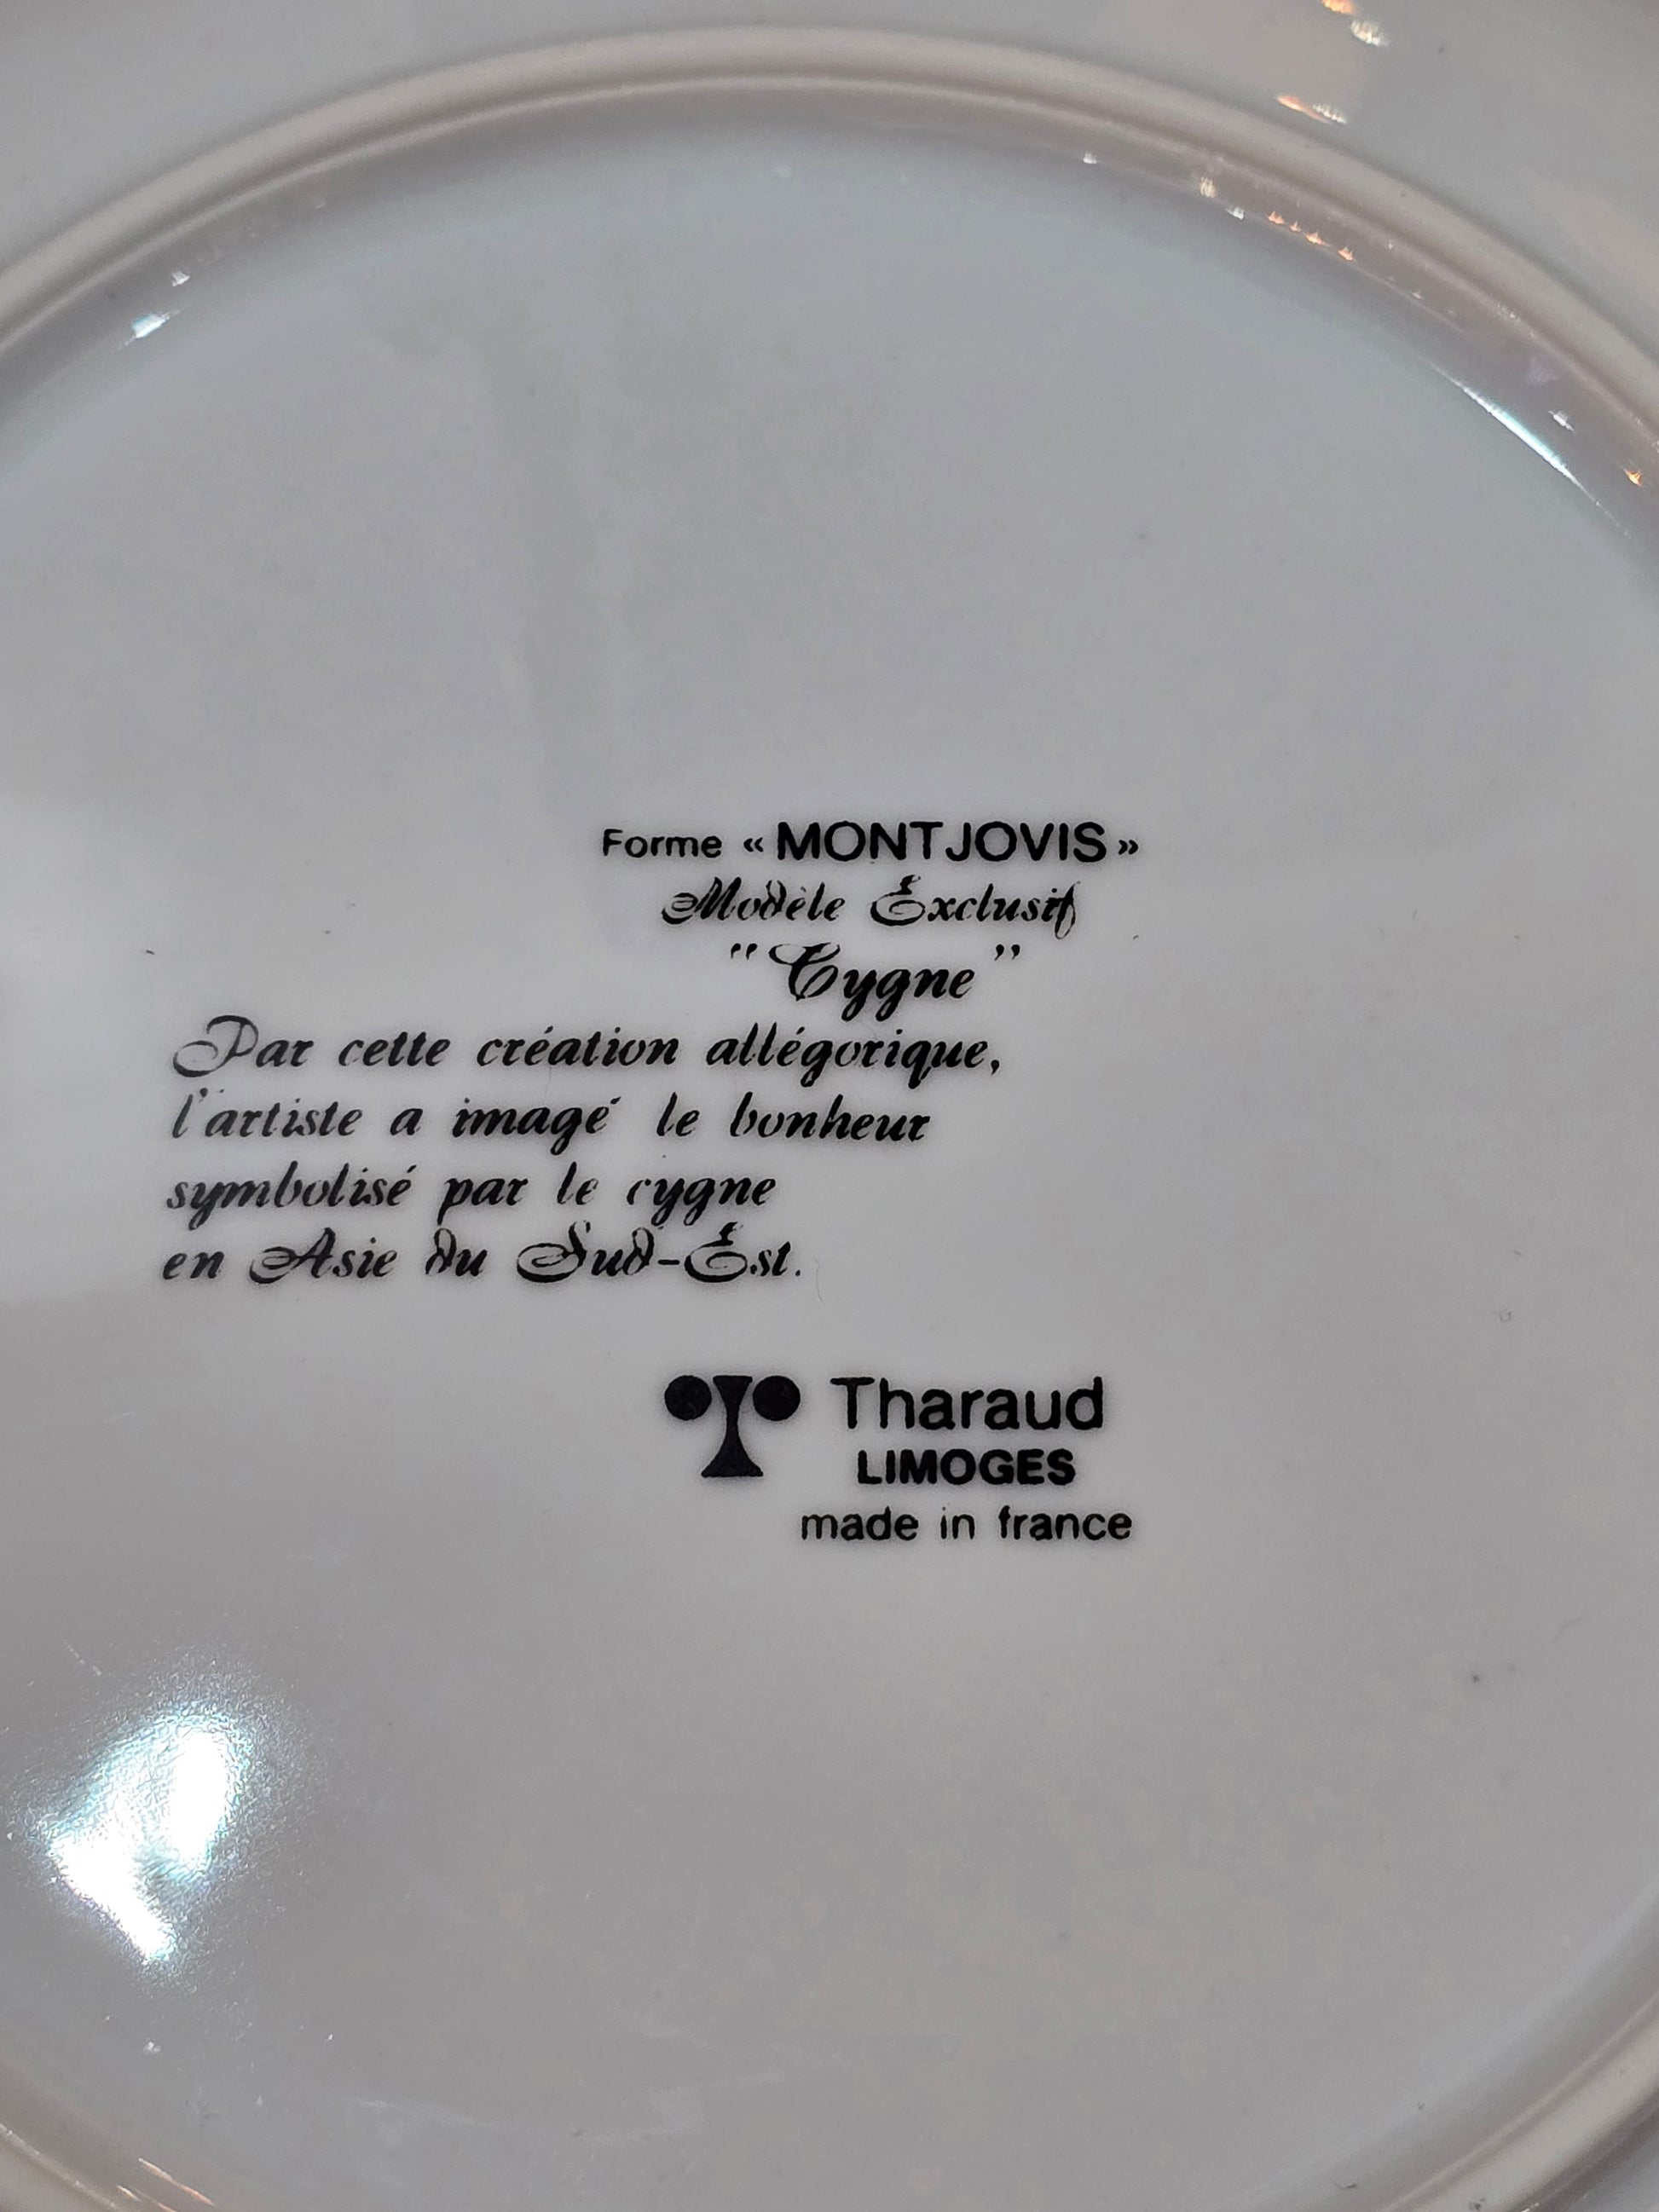 Forme « MONTJOVIS »
Modèle Exclusif
"Cygne"
Par cette création allégorique,
l'artiste a imagé le bonheur
symbolisé par le cygne
en Asie du Sud-Est.
Tharaud
LIMOGES
made in france